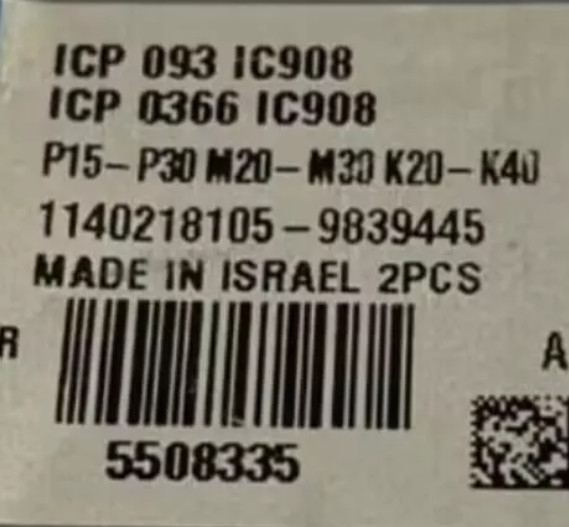 ICP 093 IC908
ICP 0366 IC908
P15-P30 M20-M30 K20-K40
1140218105-9839445
MADE IN ISRAEL 2PCS
R
A
5508335